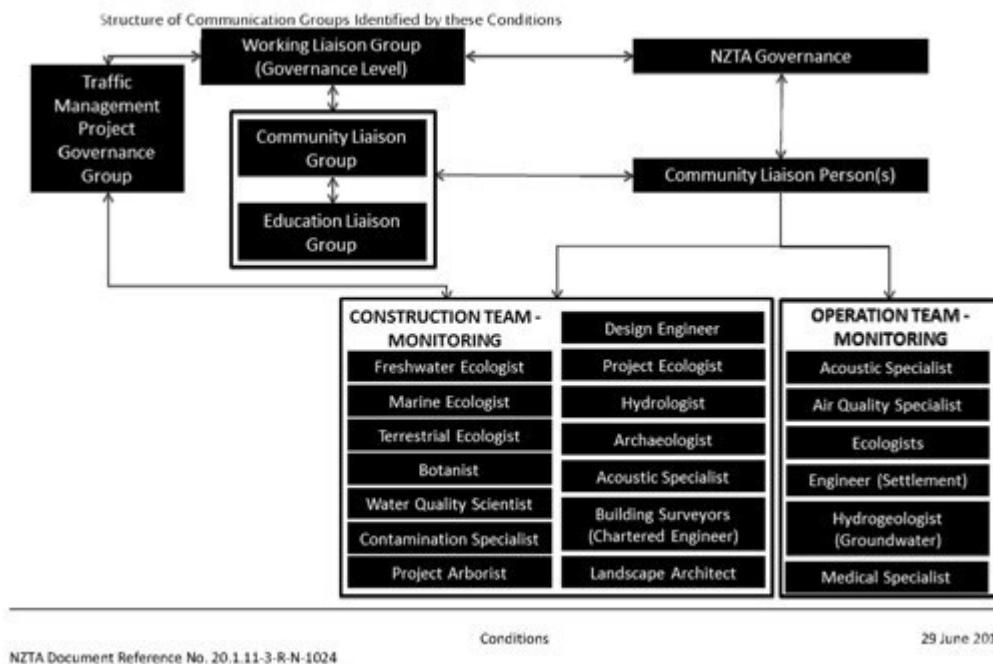 Structure of Communication Groups Identified by these Conditions
Working Liaison Group
(Governance Level)
NZTA Governance
Traffic
Management
Project
Governance
Group
Community Liaison
Group
Community Liaison Person(s)
Education Liaison
Group
CONSTRUCTION TEAM -
MONITORING
Freshwater Ecologist
Marine Ecologist
Terrestrial Ecologist
Botanist
Water Quality Scientist
Contamination Specialist
Project Arborist
Design Engineer
Project Ecologist
Hydrologist
Archaeologist
Acoustic Specialist
Building Surveyors
(Chartered Engineer)
Landscape Architect
OPERATION TEAM -
MONITORING
Acoustic Specialist
Air Quality Specialist
Ecologists
Engineer (Settlement)
Hydrogeologist
(Groundwater)
Medical Specialist
Conditions
29 June 201
NZTA Document Reference No. 20.1.11-3-R-N-1024